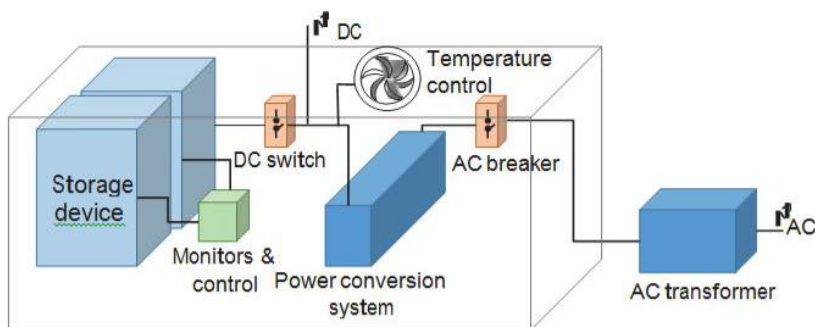 DC
Temperature
control
DC switch
AC breaker
Storage
device
Monitors &
control
Power conversion
system
AC
AC transformer